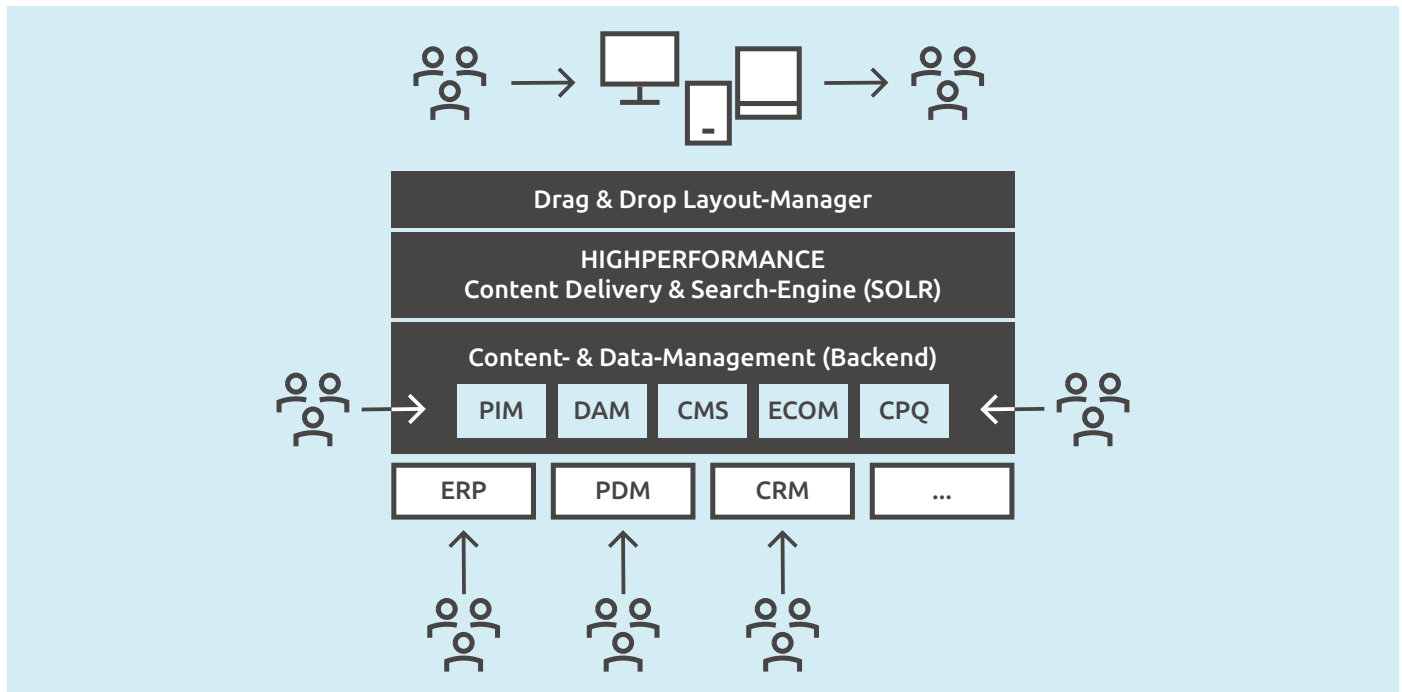 Drag & Drop Layout-Manager
HIGHPERFORMANCE
Content Delivery & Search-Engine (SOLR)
Content- & Data-Management (Backend)
PIM
DAM
CMS
ECOM
CPQ
ERP
PDM
CRM
...